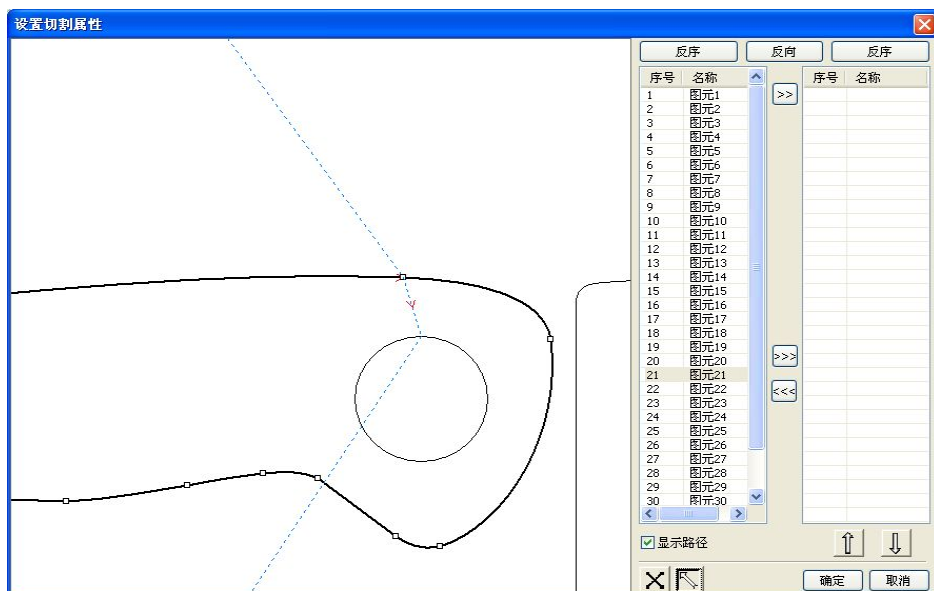 设置切割属性
反序 反向 反序
序号 名称 序号 名称
1 图元1
2 图元2
3 图元3
4 图元4
5 图元5
6 图元6
7 图元7
8 图元8
9 图元9
10 图元10
11 图元11
12 图元12
13 图元13
14 图元14
15 图元15
16 图元16
17 图元17
18 图元18
19 图元19
20 图元20
21 图元21
22 图元22
23 图元23
24 图元24
25 图元25
26 图元26
27 图元27
28 图元28
29 图元29
30 图元30
>>
>>>
<<<
显示路径
确定 取消